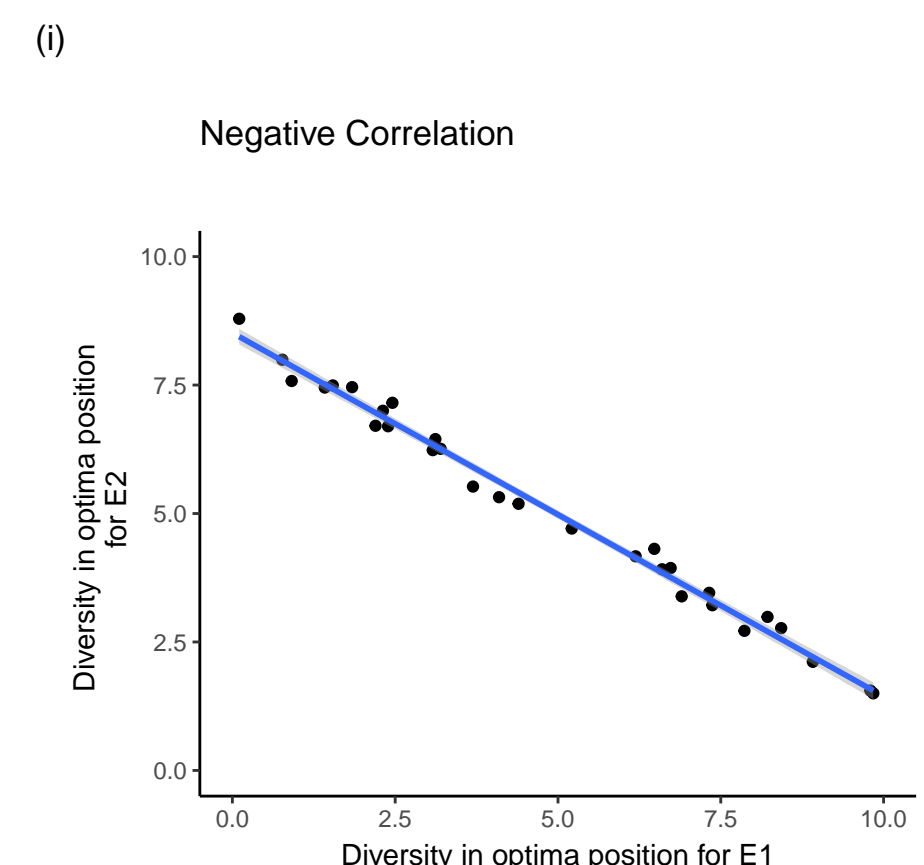 (i)
Negative Correlation
10.0
7.5
5.0
2.5
0.0
Diversity in optima position
for E2
0.0 2.5 5.0 7.5 10.0
Diversity in optima position for E1